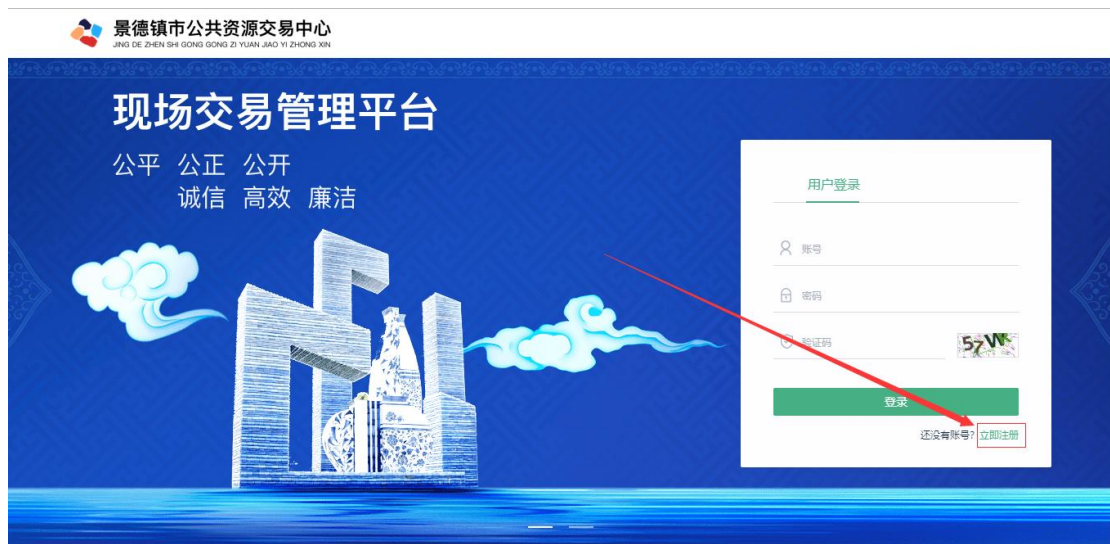 景德镇市公共资源交易中心
JING DE ZHEN SHI GONG GONG ZI YUAN JIAO YI ZHONG XIN
现场交易管理平台
公平 公正 公开
诚信 高效 廉洁
用户登录
账号
密码
验证码
57W
登录
还没有账号? 立即注册